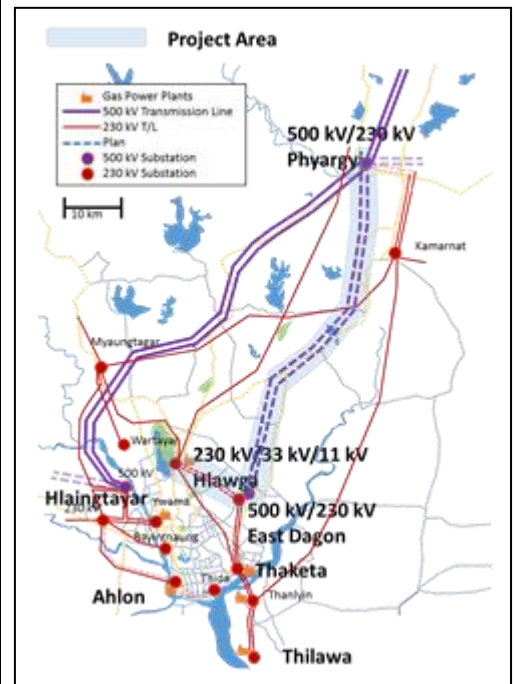 Project Area
Gas Power Plants
500 kV Transmission Line
230 kV T/L
Plan
500 kV Substation
230 kV Substation
10 km
500 kV/230 kV
Phyargyi
Kamarnat
Myaungtagar
Wartayar
230 kV/33 kV/11 kV
Hlawga
500 kV
Hlaingtayar
230 kV
Ywama
500 kV/230 kV
East Dagon
Bayintnaung
Thaketa
Thida
Ahlon
Thanlyin
Thilawa